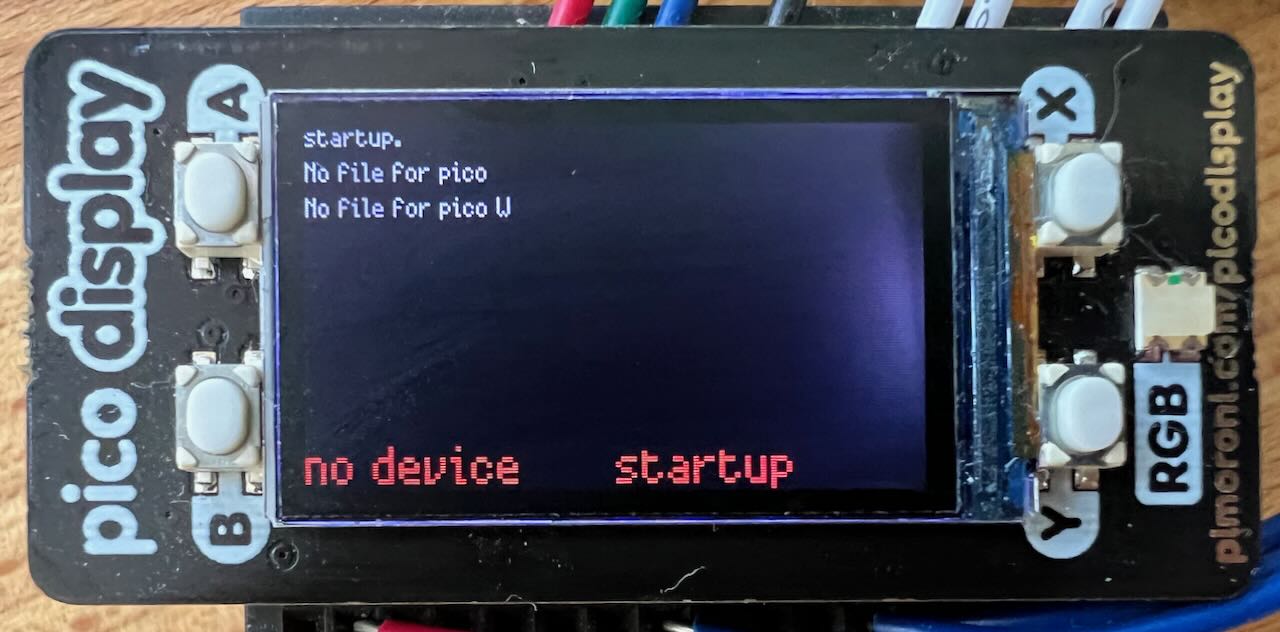 pico display
A
B
startup.
No file for pico
No file for pico W
no device startup
X
Y
RGB
pimoroni.com/picodisplay